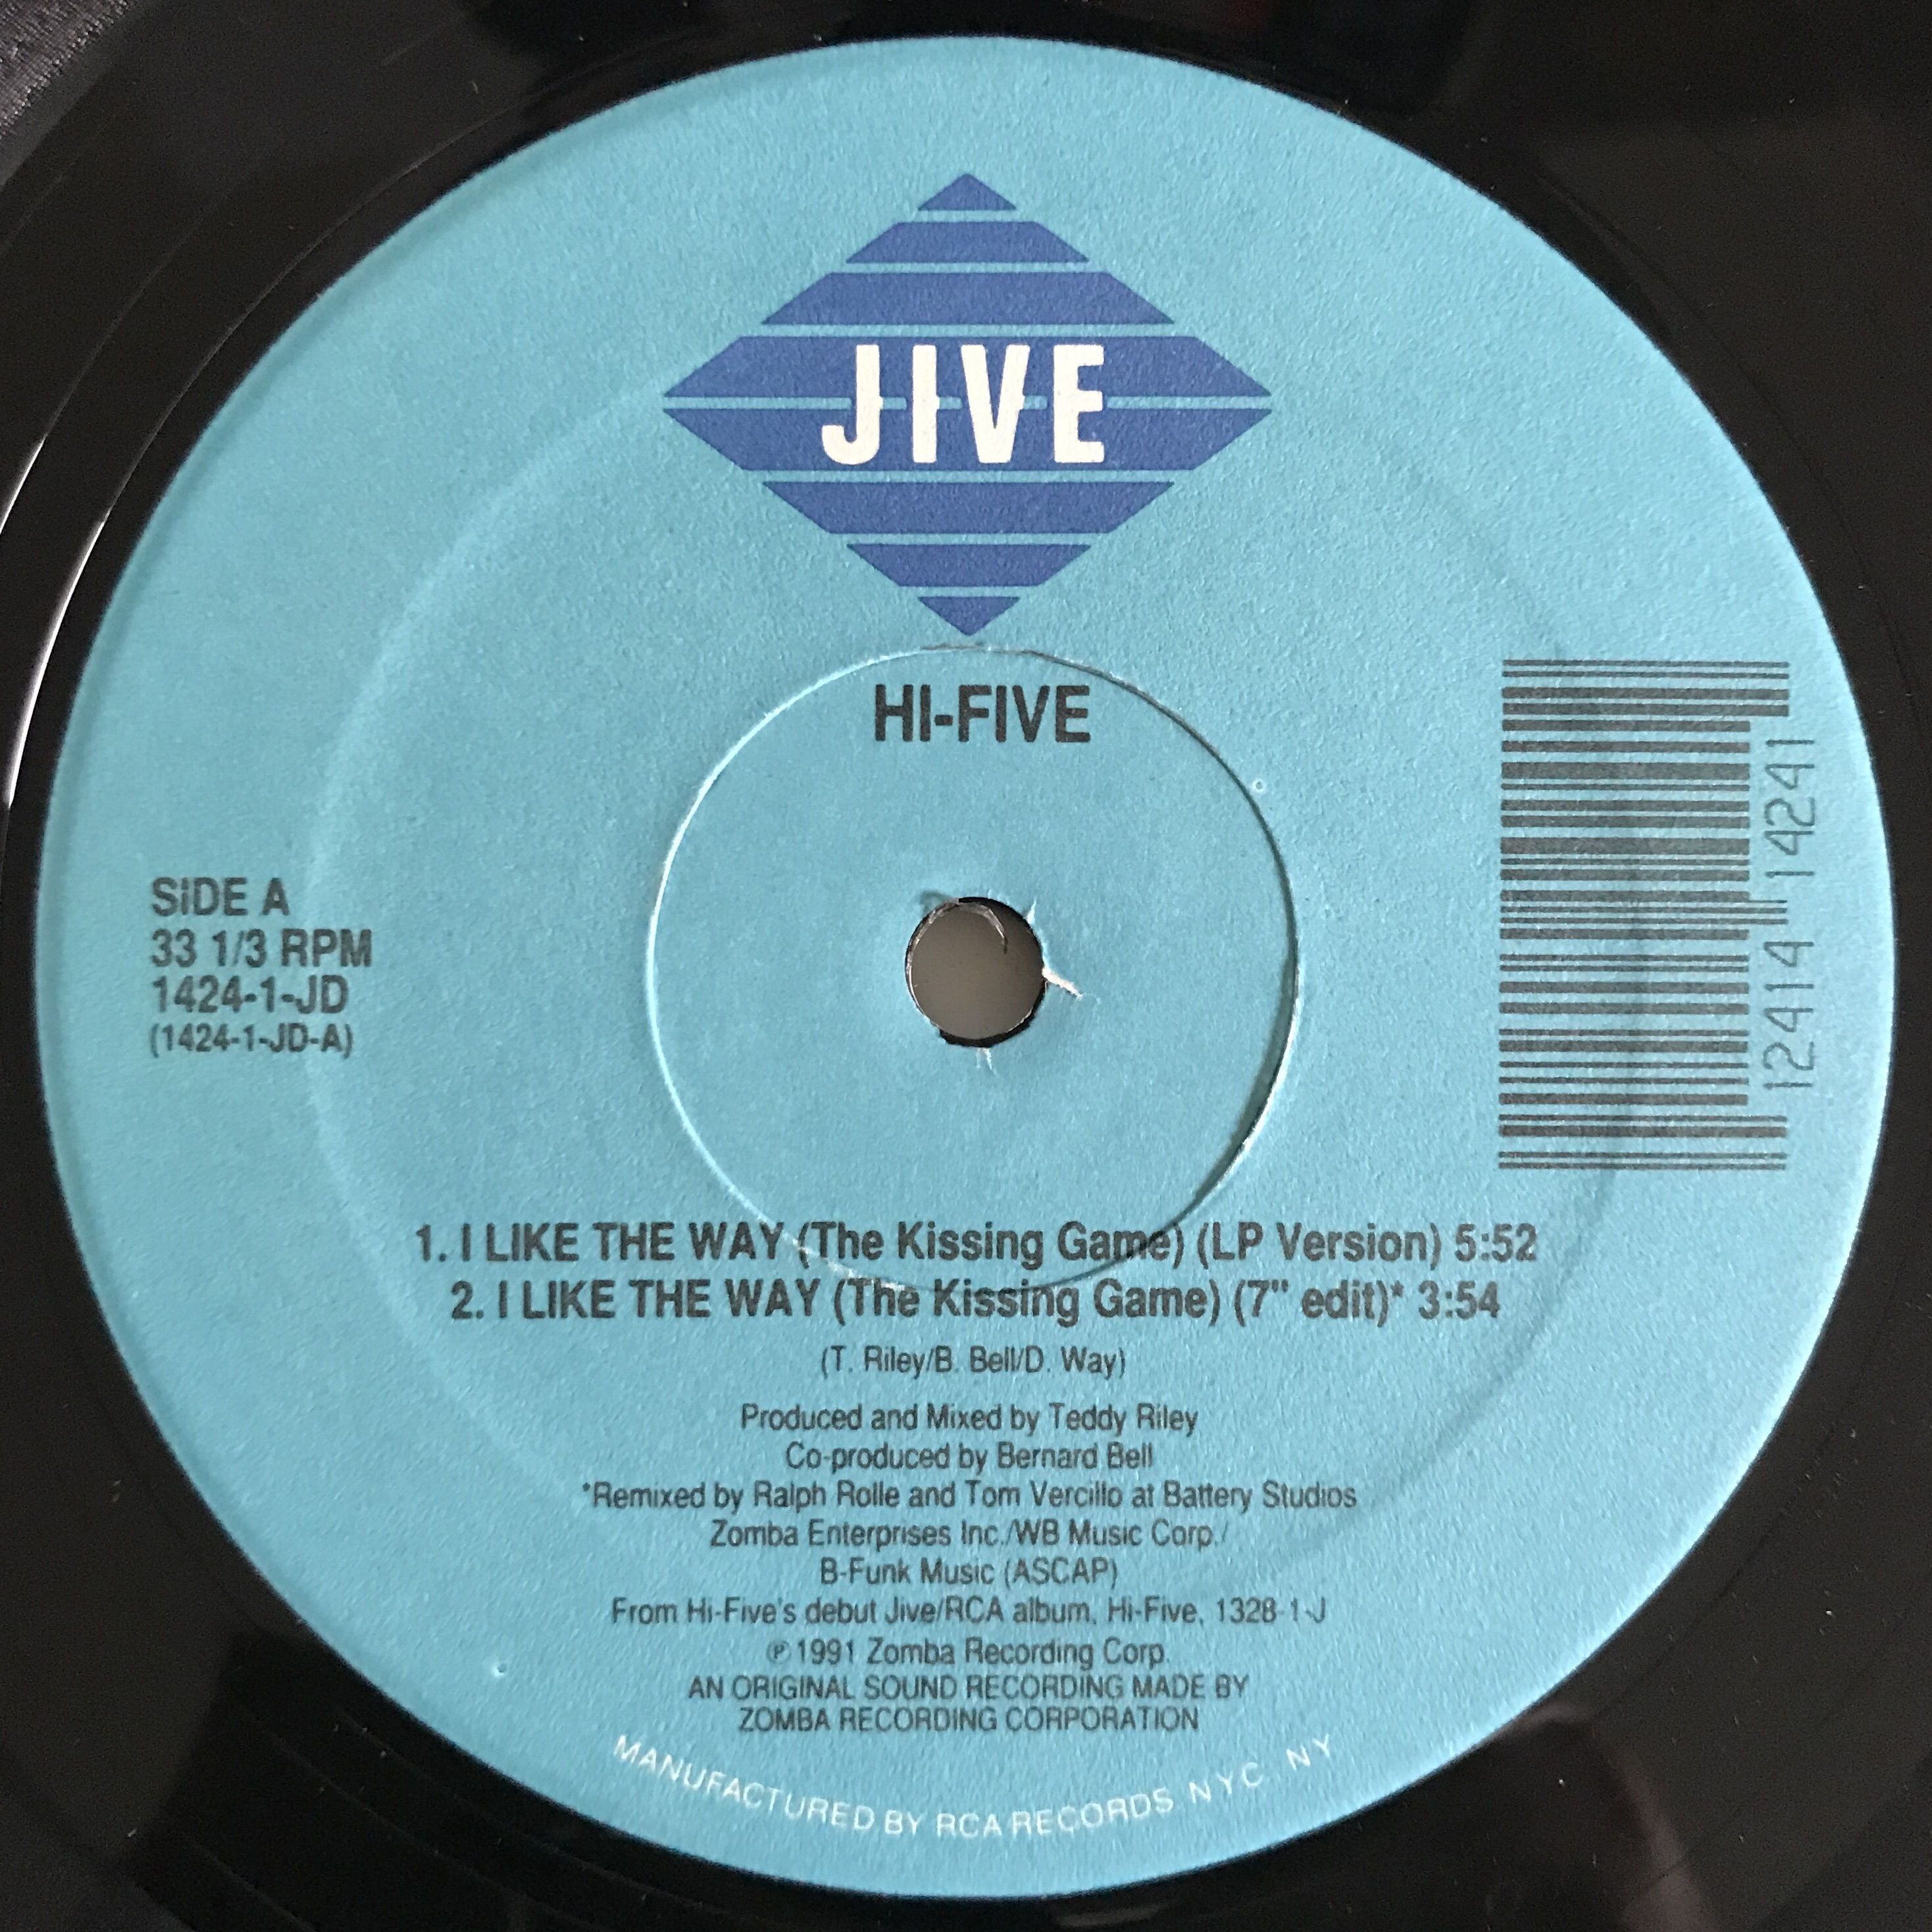 JIVE
HI-FIVE
SIDE A
33 1/3 RPM
1424-1-JD
(1424-1-JD-A)
12414 14241
1. I LIKE THE WAY (The Kissing Game) (LP Version) 5:52
2. I LIKE THE WAY (The Kissing Game) (7" edit)* 3:54
(T. Riley/B. Bell/D. Way)
Produced and Mixed by Teddy Riley
Co-produced by Bernard Bell
*Remixed by Ralph Rolle and Tom Vercillo at Battery Studios
Zomba Enterprises Inc./WB Music Corp./
B-Funk Music (ASCAP)
From Hi-Five's debut Jive/RCA album, Hi-Five, 1328-1-J
℗ 1991 Zomba Recording Corp.
AN ORIGINAL SOUND RECORDING MADE BY
ZOMBA RECORDING CORPORATION
MANUFACTURED BY RCA RECORDS NYC, NY